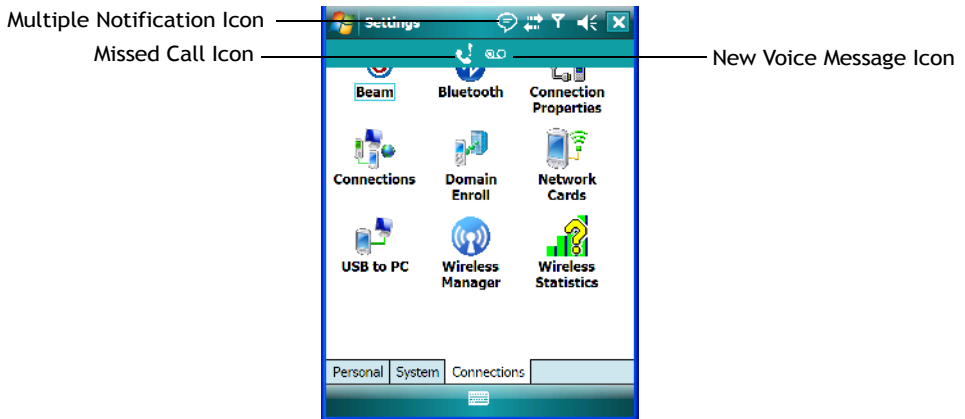 Multiple Notification Icon
Missed Call Icon
New Voice Message Icon
Settings
Beam
Bluetooth
Connection
Properties
Connections
Domain
Enroll
Network
Cards
USB to PC
Wireless
Manager
Wireless
Statistics
Personal
System
Connections